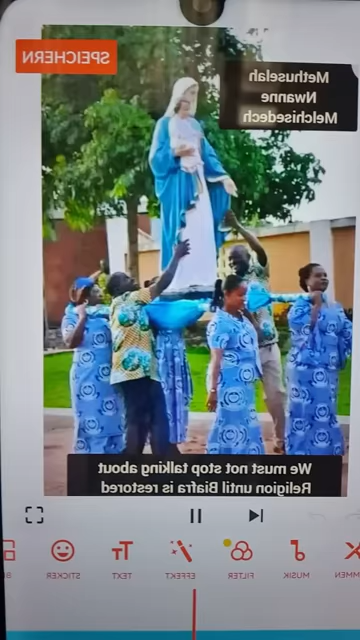 SPEICHERN
Methuselah
Nwanne
Melchisedech
We must not stop talking about
Religion until Biafra is restored
MMEN
MUSIK
FILTER
EFFEKT
TEXT
STICKER